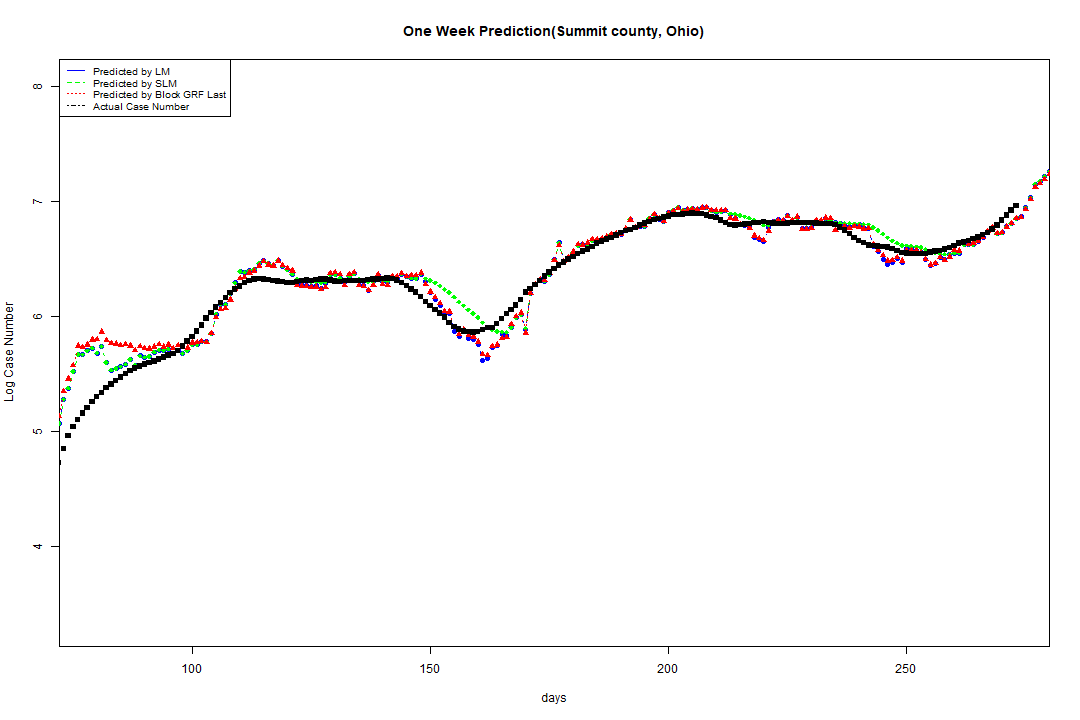 One Week Prediction(Summit county, Ohio)
Predicted by LM
Predicted by SLM
Predicted by Block GRF Last
Actual Case Number
8
7
6
5
4
Log Case Number
100
150
200
250
days